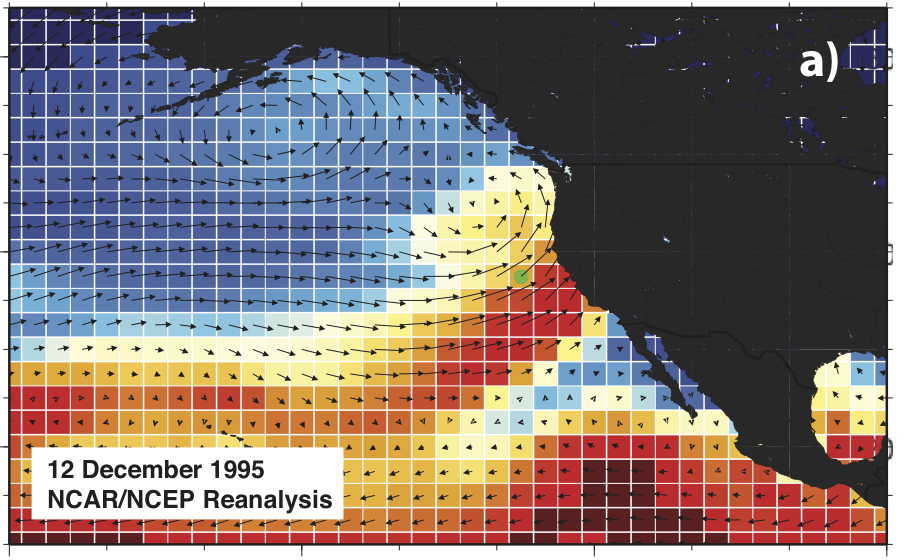 a)
12 December 1995
NCAR/NCEP Reanalysis